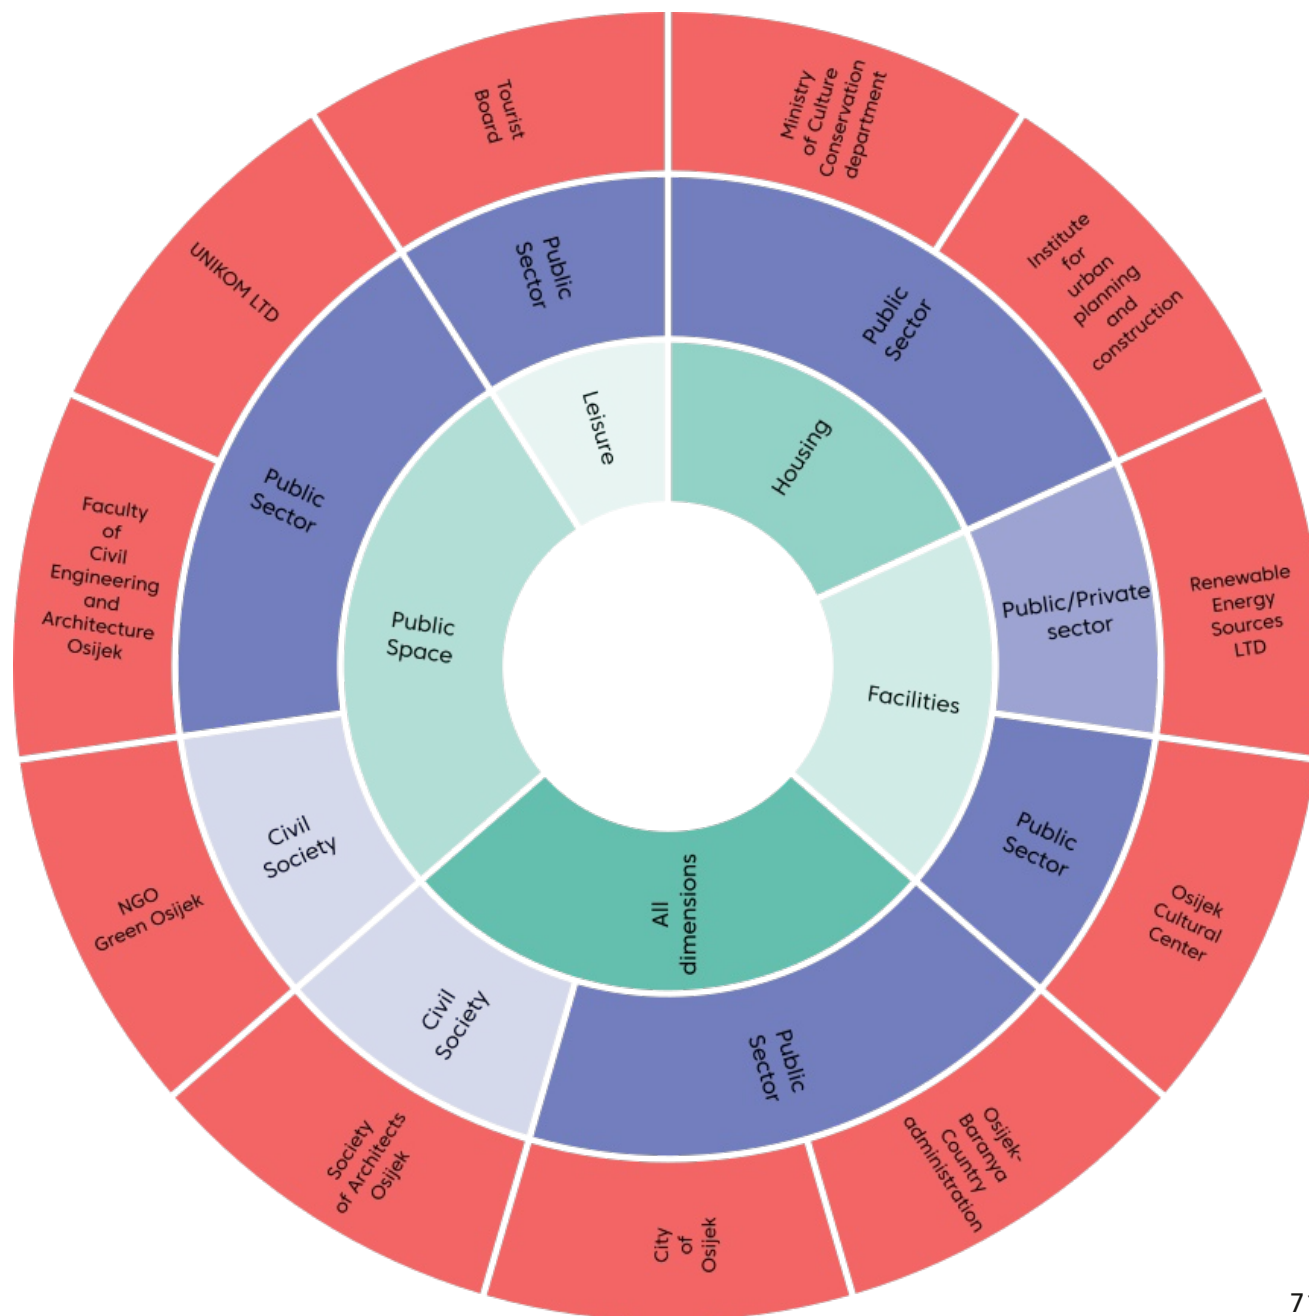 Tourist
Board
Ministry
of Culture
Conservation
department
Institute
for
urban
planning
and
construction
UNIKOM LTD
Public
Sector
Public
Sector
Public
Sector
Leisure
Housing
Faculty
of
Civil
Engineering
and
Architecture
Osijek
Public
Space
Facilities
Public/Private
sector
Renewable
Energy
Sources
LTD
Civil
Society
All
dimensions
Public
Sector
NGO
Green Osijek
Osijek
Cultural
Center
Civil
Society
Public
Sector
Society
of Architects
Osijek
City
of
Osijek
Osijek-
Baranya
Country
administration